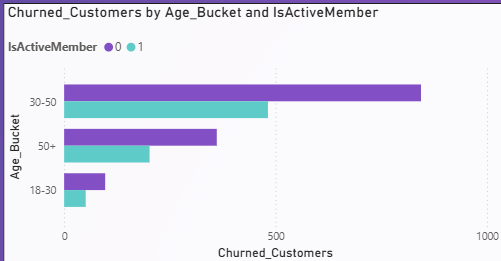 Churned_Customers by Age_Bucket and IsActiveMember
IsActiveMember 0 1
Age_Bucket
30-50
50+
18-30
0 500 1000
Churned_Customers